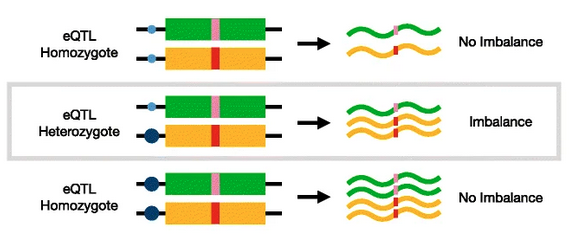 eQTL
Homozygote
No Imbalance
eQTL
Heterozygote
Imbalance
eQTL
Homozygote
No Imbalance